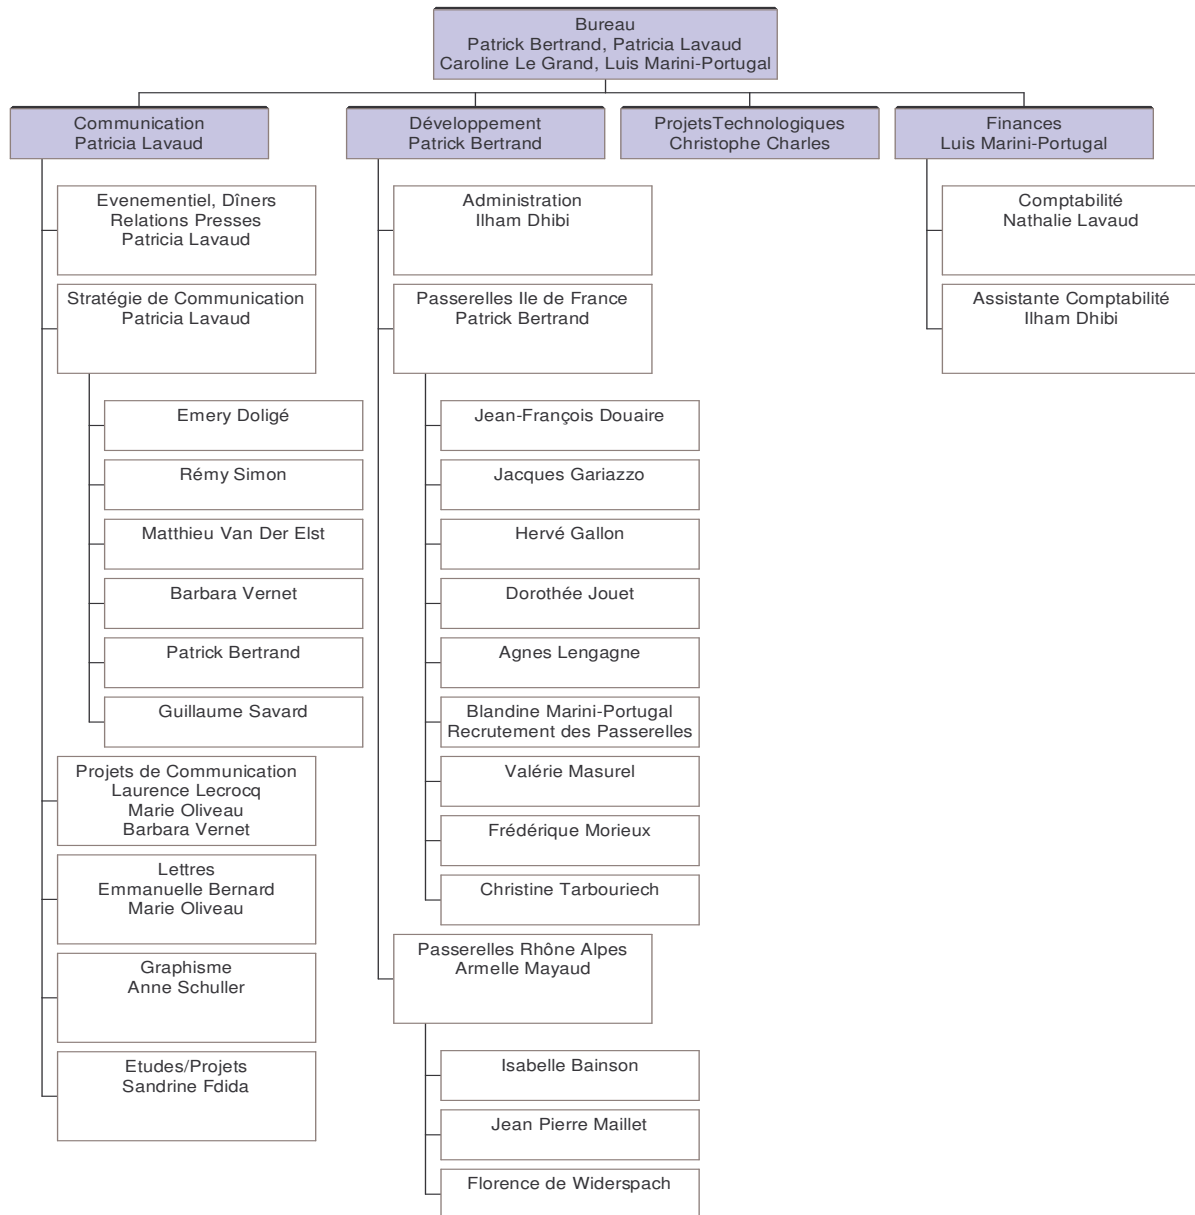 Bureau
Patrick Bertrand, Patricia Lavaud
Caroline Le Grand, Luis Marini-Portugal
Communication
Patricia Lavaud
Développement
Patrick Bertrand
ProjetsTechnologiques
Christophe Charles
Finances
Luis Marini-Portugal
Evenementiel, Dîners
Relations Presses
Patricia Lavaud
Stratégie de Communication
Patricia Lavaud
Emery Doligé
Rémy Simon
Matthieu Van Der Elst
Barbara Vernet
Patrick Bertrand
Guillaume Savard
Projets de Communication
Laurence Lecrocq
Marie Oliveau
Barbara Vernet
Lettres
Emmanuelle Bernard
Marie Oliveau
Graphisme
Anne Schuller
Etudes/Projets
Sandrine Fdida
Administration
Ilham Dhibi
Passerelles Ile de France
Patrick Bertrand
Jean-François Douaire
Jacques Gariazzo
Hervé Gallon
Dorothée Jouet
Agnes Lengagne
Blandine Marini-Portugal
Recrutement des Passerelles
Valérie Masurel
Frédérique Morieux
Christine Tarbouriech
Passerelles Rhône Alpes
Armelle Mayaud
Isabelle Bainson
Jean Pierre Maillet
Florence de Widerspach
Comptabilité
Nathalie Lavaud
Assistante Comptabilité
Ilham Dhibi